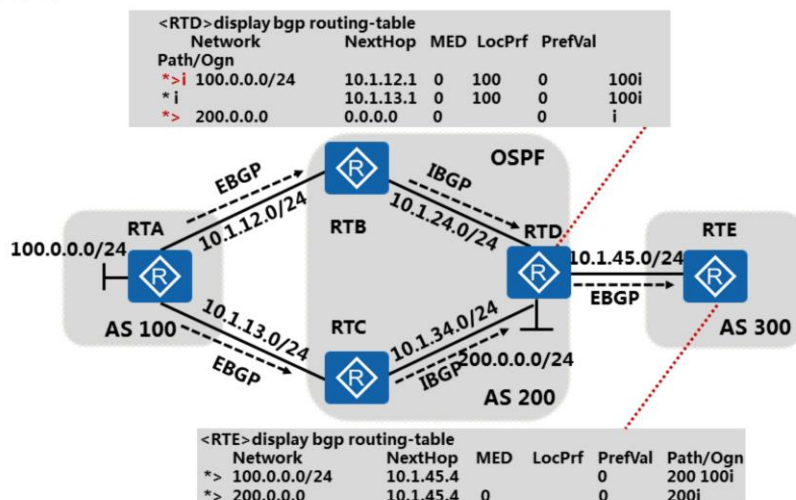 <RTD>display bgp routing-table
Network NextHop MED LocPrf PrefVal
Path/Ogn
*>i 100.0.0.0/24 10.1.12.1 0 100 0 100i
* i 10.1.13.1 0 100 0 100i
*> 200.0.0.0 0.0.0.0 0 0 i
OSPF
EBGP
IBGP
10.1.12.0/24
10.1.24.0/24
RTA
RTB
RTD
RTE
100.0.0.0/24
10.1.45.0/24
R
R
R
R
R
EBGP
AS 100
10.1.13.0/24
RTC
10.1.34.0/24
AS 300
EBGP
IBGP
200.0.0.0/24
AS 200
<RTE>display bgp routing-table
Network NextHop MED LocPrf PrefVal Path/Ogn
*> 100.0.0.0/24 10.1.45.4 0 200 100i
*> 200.0.0.0 10.1.45.4 0 0 200i